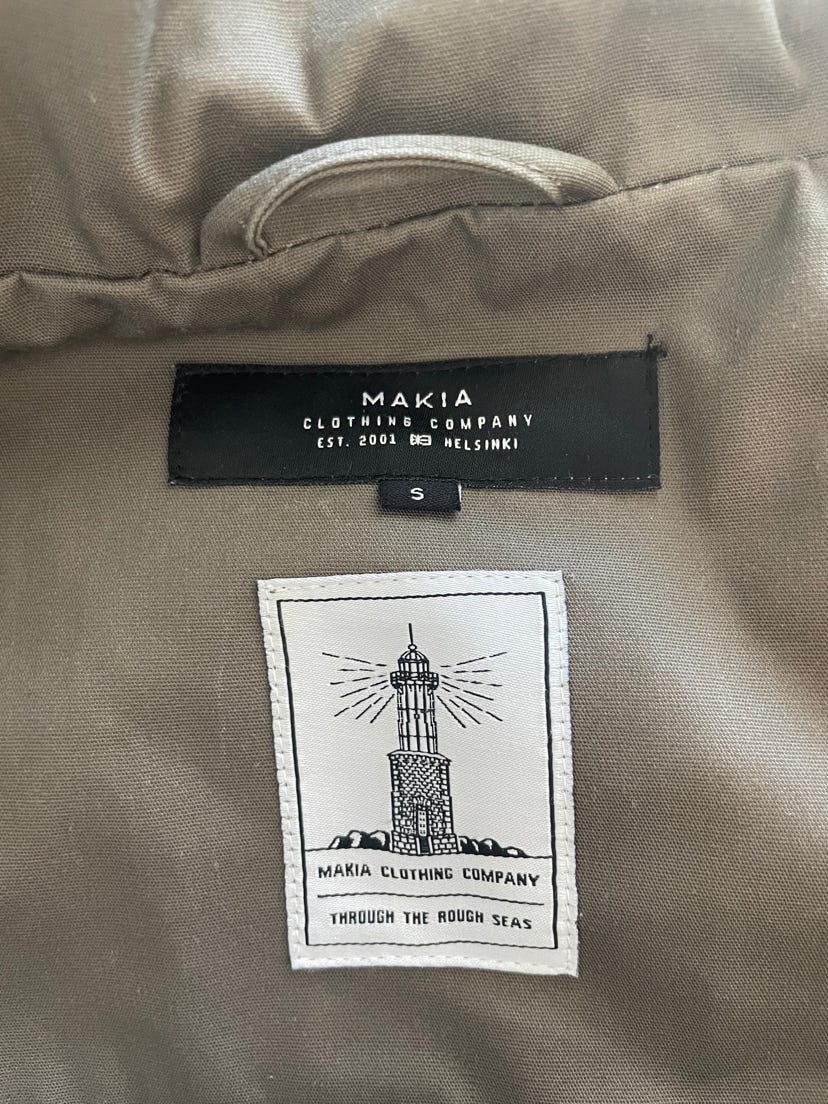 MAKIA
CLOTHING COMPANY
EST. 2001 HELSINKI
S
MAKIA CLOTHING COMPANY
THROUGH THE ROUGH SEAS